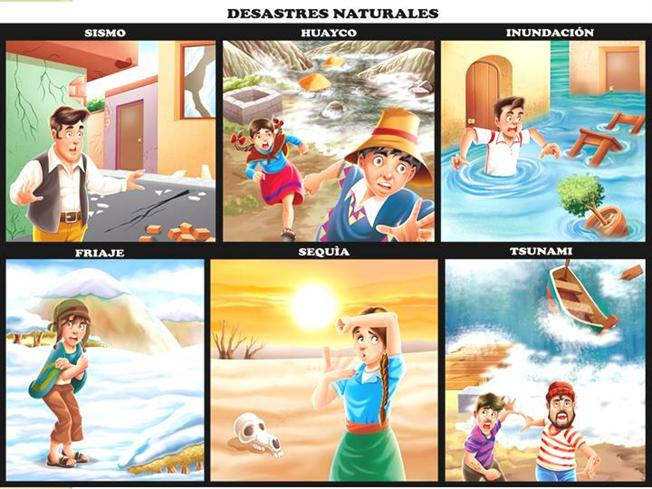 DESASTRES NATURALES
SISMO
HUAYCO
INUNDACIÓN
FRIAJE
SEQUÌA
TSUNAMI